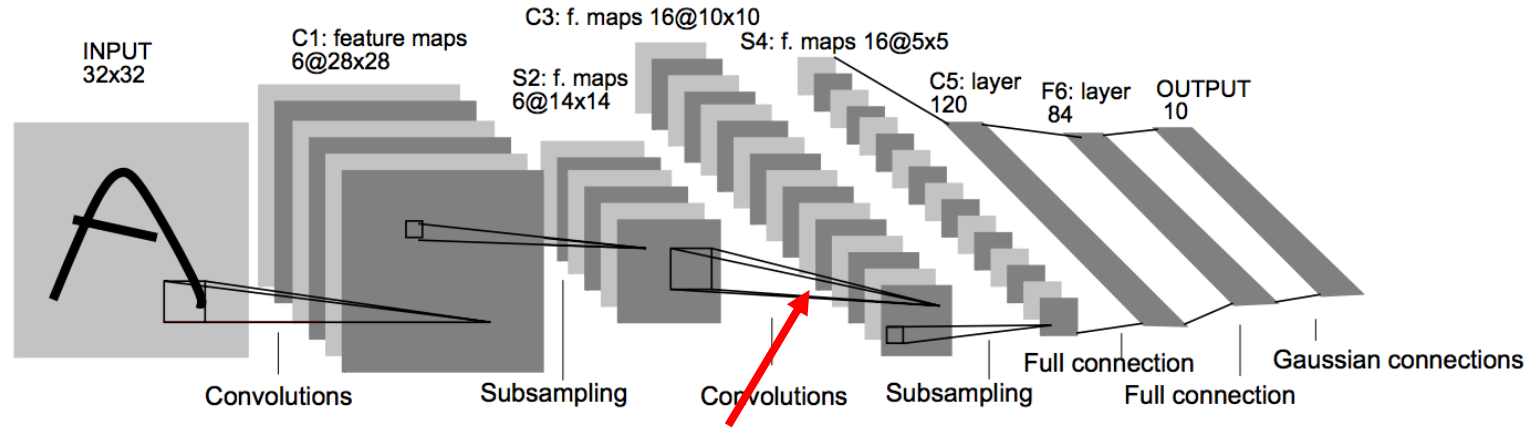 INPUT
32x32
C1: feature maps
6@28x28
S2: f. maps
6@14x14
C3: f. maps 16@10x10
S4: f. maps 16@5x5
C5: layer
120
F6: layer
84
OUTPUT
10
Convolutions
Subsampling
Convolutions
Subsampling
Full connection
Full connection
Gaussian connections